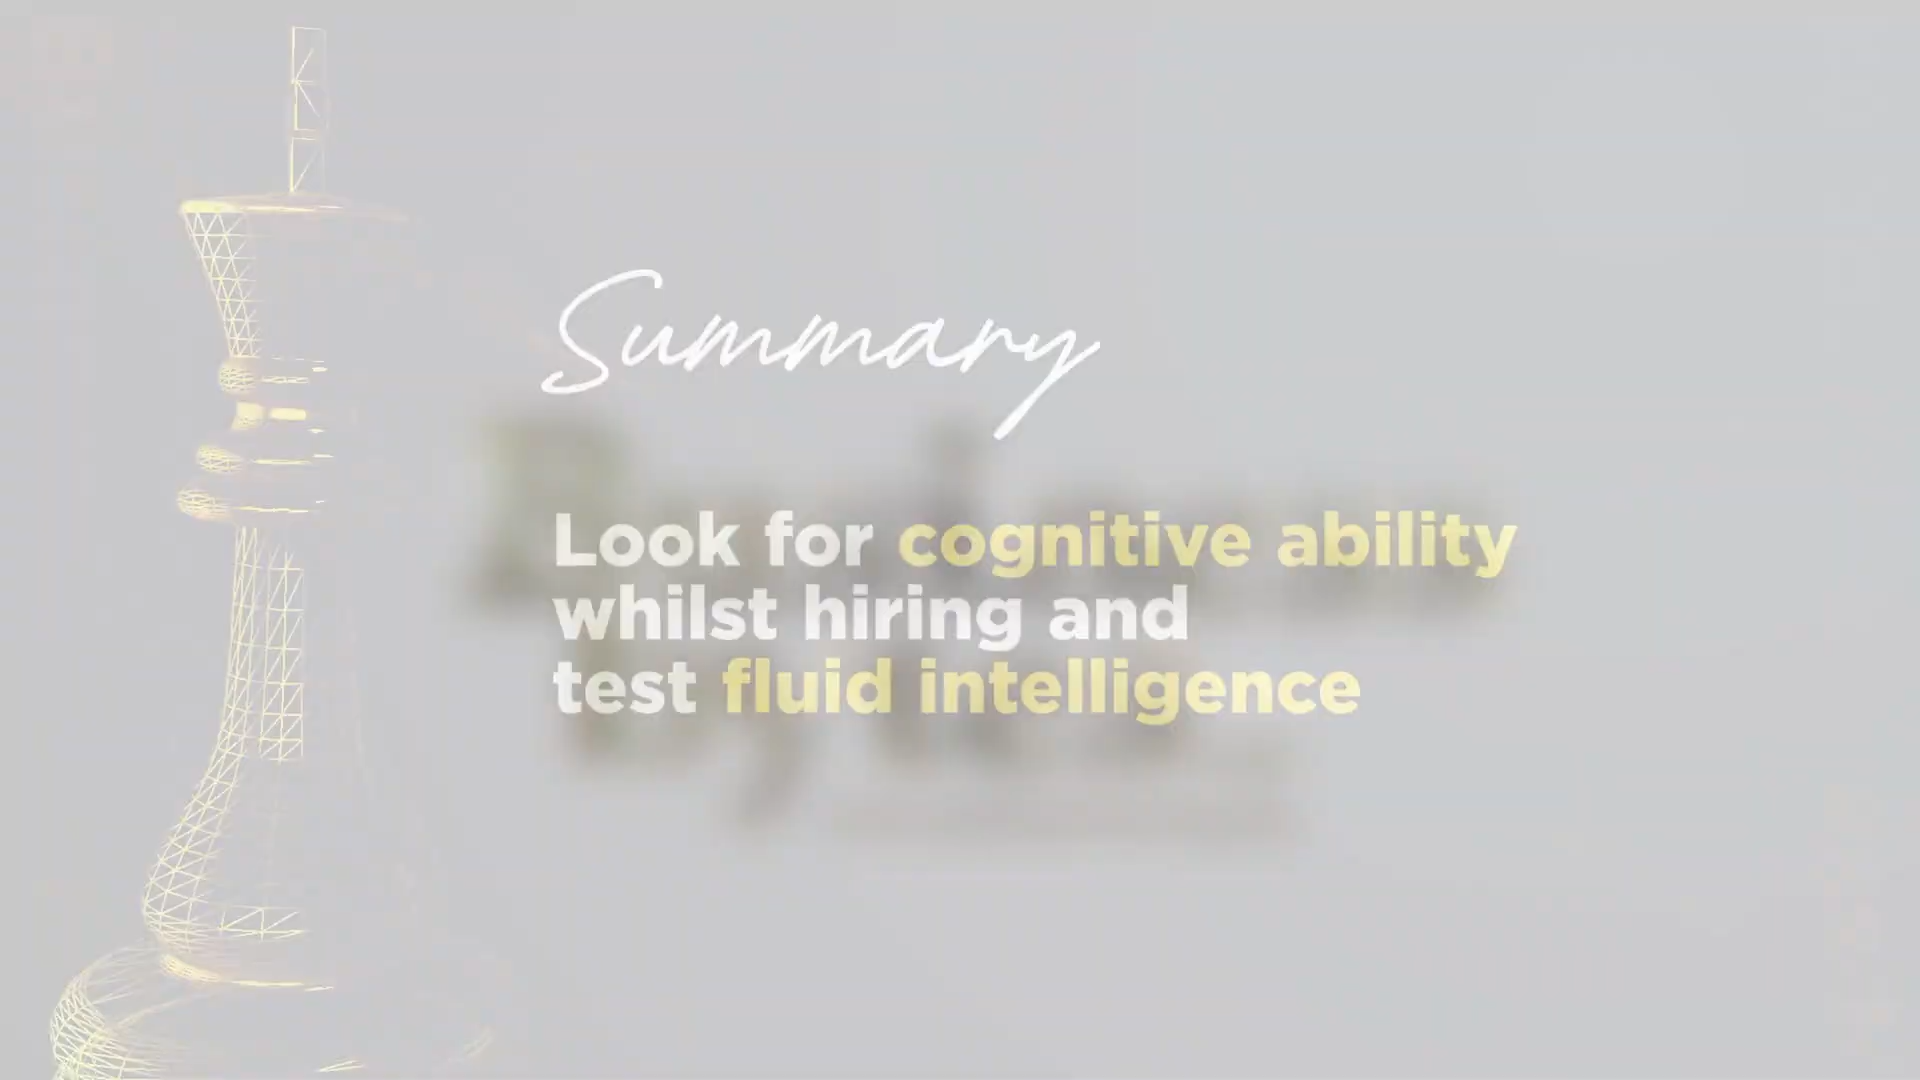 Summary
Look for cognitive ability
whilst hiring and
test fluid intelligence